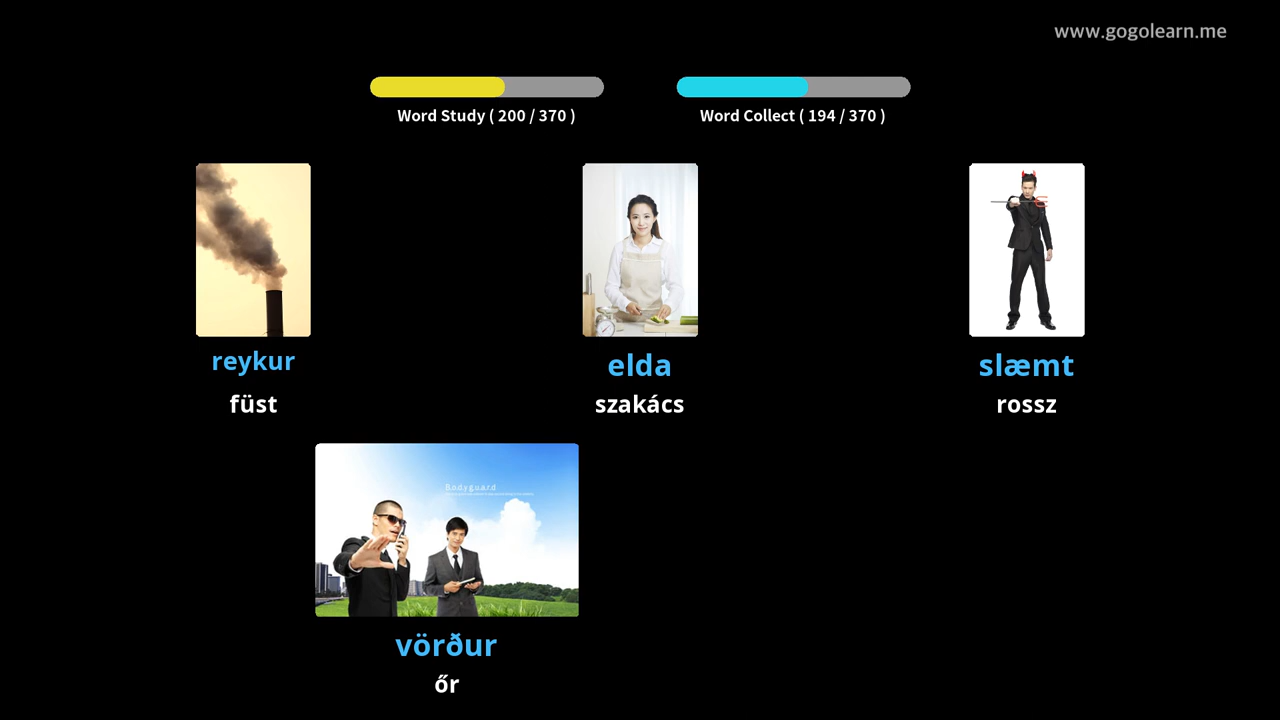 www.gogolearn.me
Word Study ( 200 / 370 )
Word Collect ( 194 / 370 )
reykur
elda
slæmt
füst
szakács
rossz
Bodyguard
vörður
őr